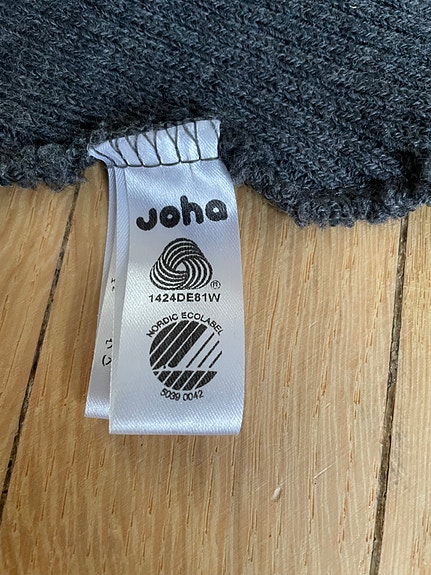 Joha
®
1424DE81W
NORDIC ECOLABEL
5039 0042